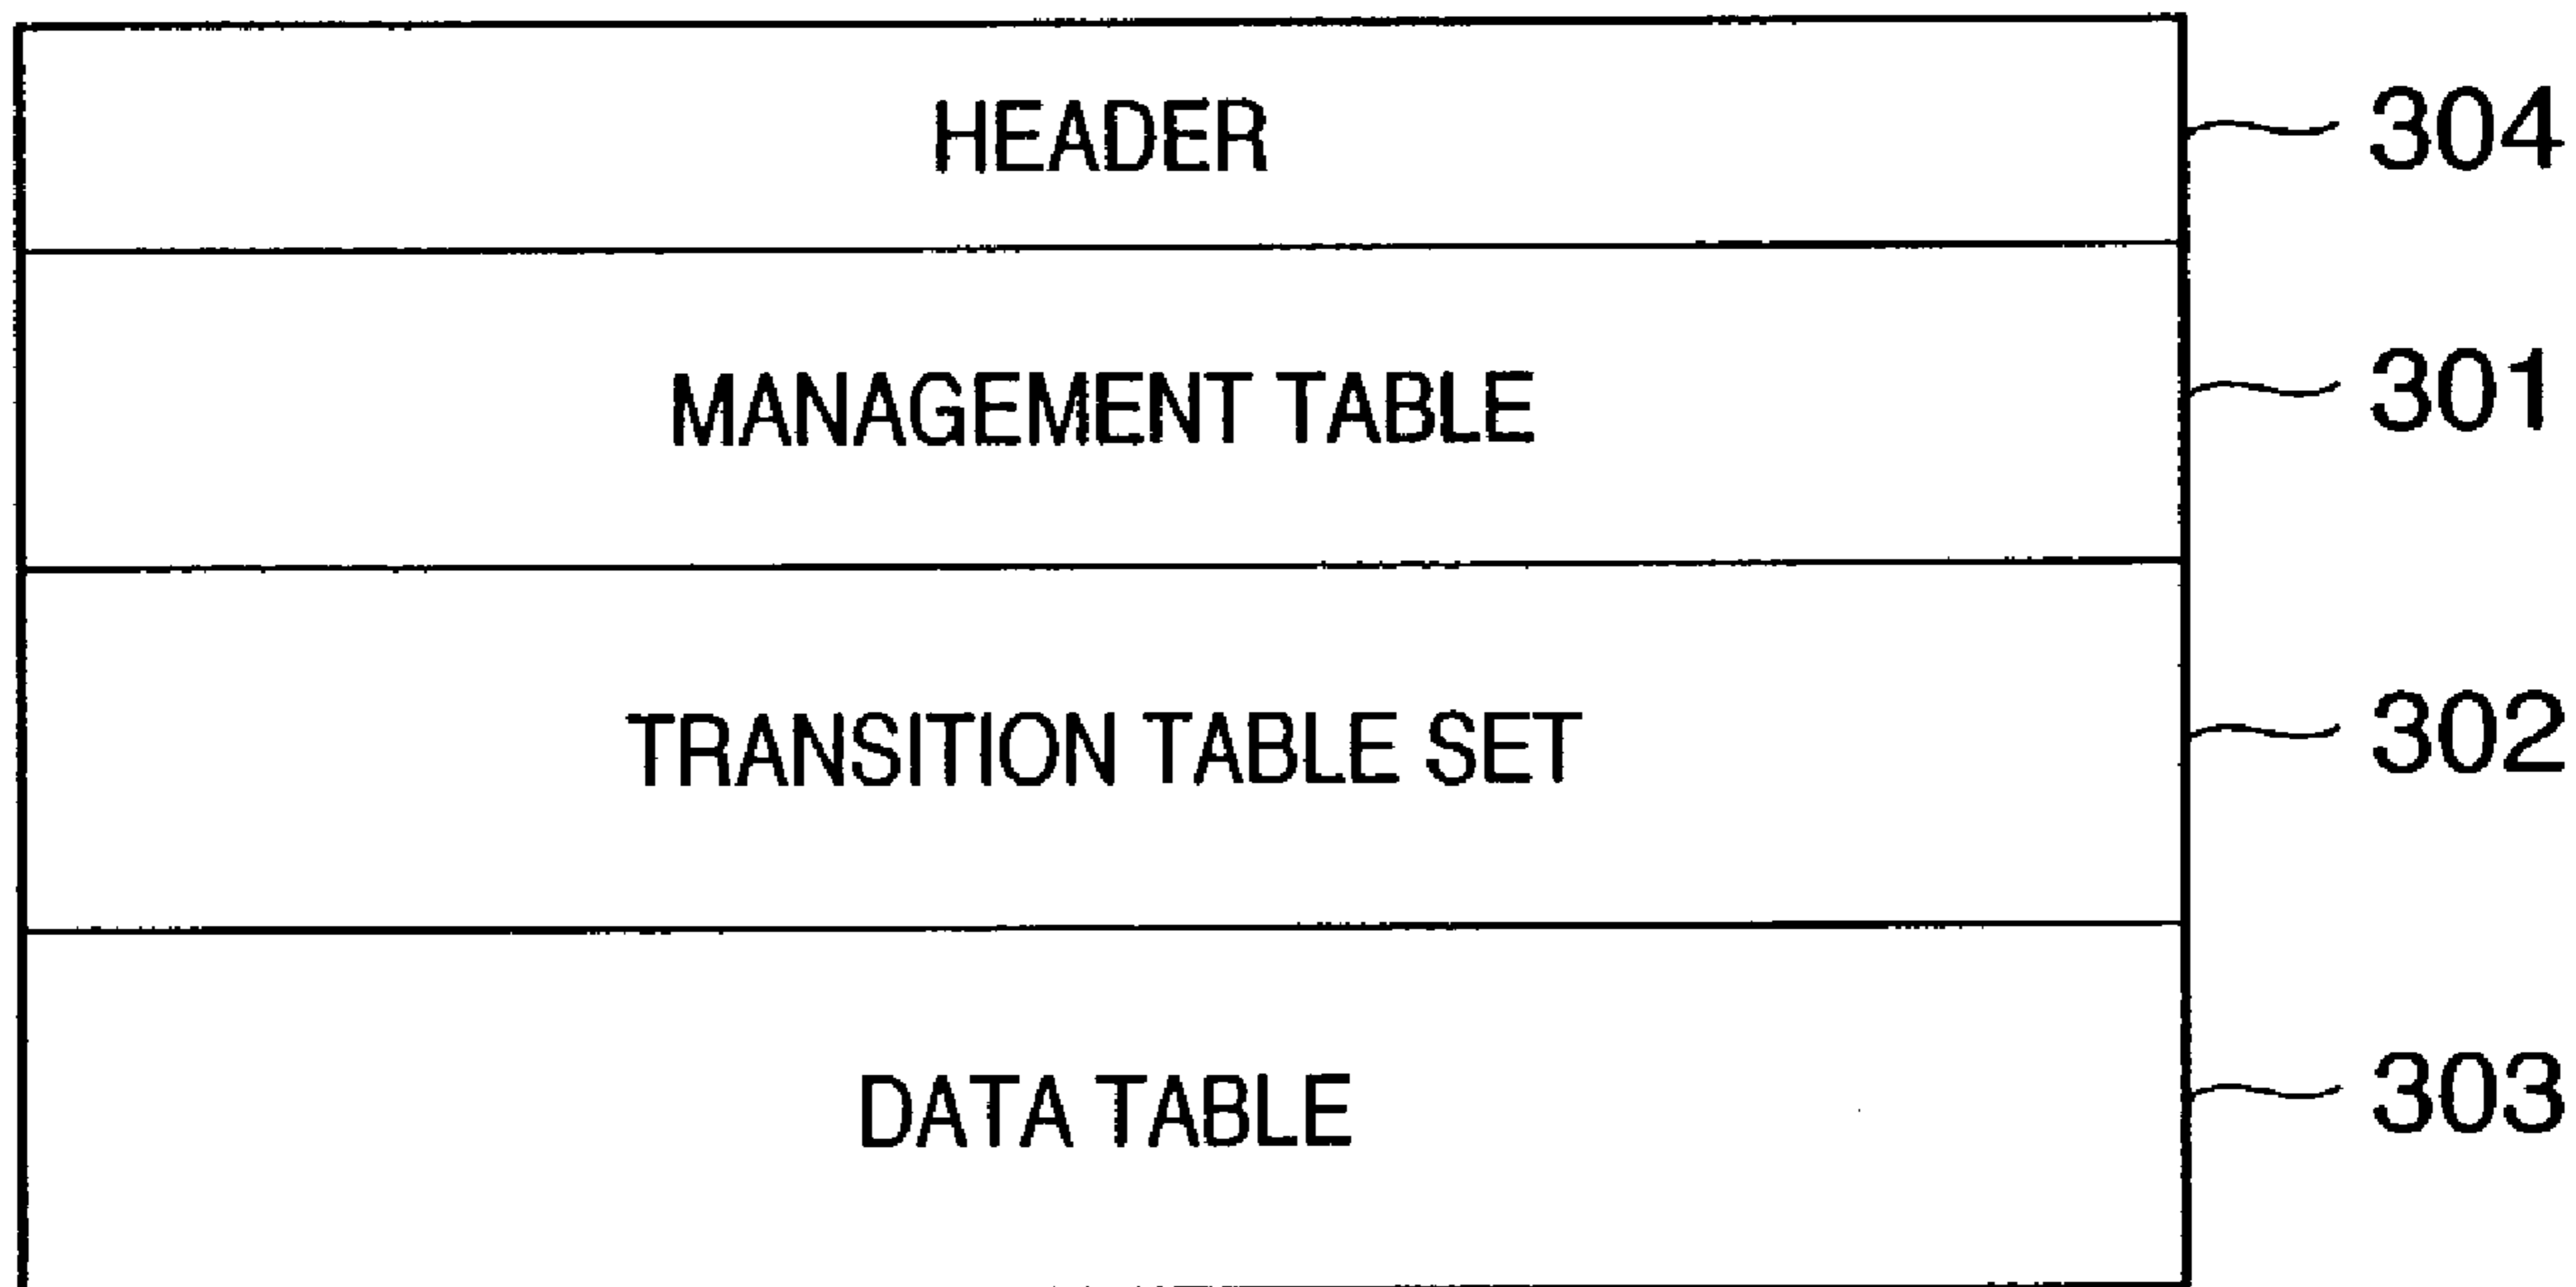 HEADER 304
MANAGEMENT TABLE 301
TRANSITION TABLE SET 302
DATA TABLE 303